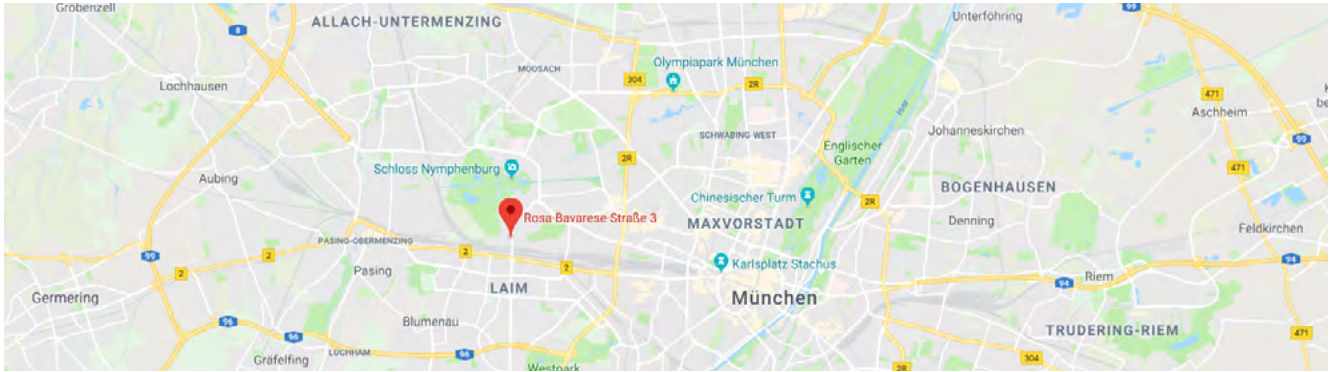 Gröbenzell
ALLACH-UNTERMENZING
8
99
Unterföhring
Lochhausen
MOOSACH
304
Olympiapark München
2R
471
Aschheim
Isar
SCHWABING-WEST
Johanneskirchen
99
Englischer
Garten
2R
Schloss Nymphenburg
471
Aubing
Chinesischer Turm
2R
BOGENHAUSEN
Rosa-Bavarese-Straße 3
MAXVORSTADT
Denning
Feldkirchen
PASING-OBERMENZING
99
2
2
2
2
Pasing
Karlsplatz Stachus
94
94
Riem
LAIM
Germering
München
Blumenau
96
96
TRUDERING-RIEM
471
LOCHHAM
96
Gräfelfing
304
Westpark
2R